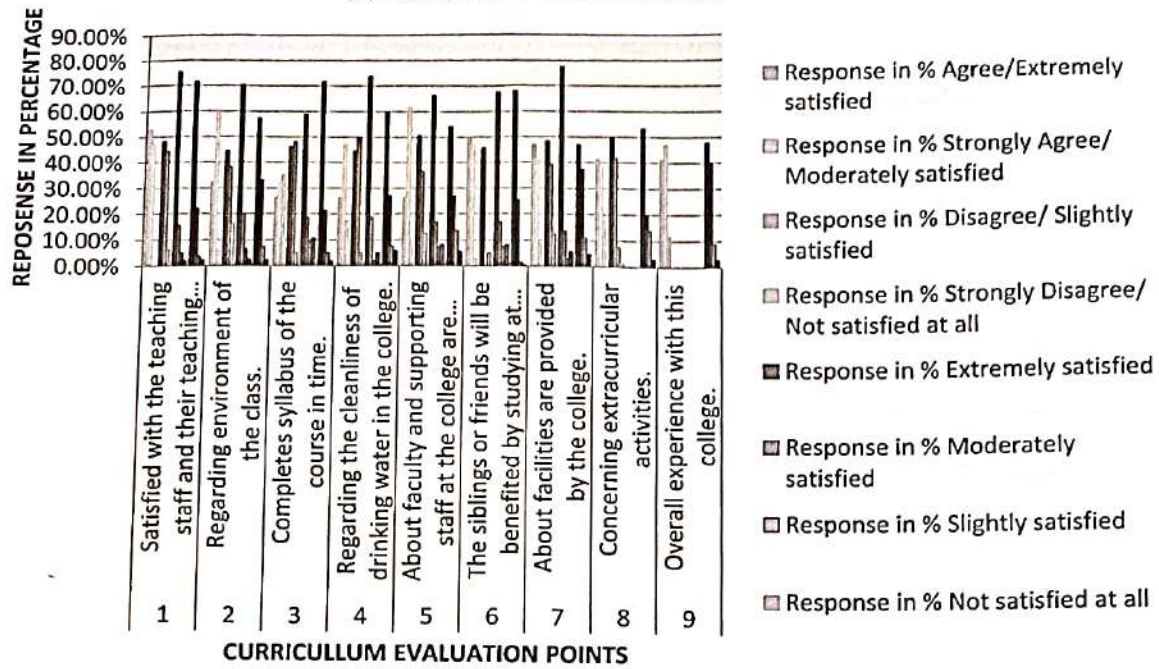 REPOSENSE IN PERCENTAGE
90.00%
80.00%
70.00%
60.00%
50.00%
40.00%
30.00%
20.00%
10.00%
0.00%
Satisfied with the teaching
staff and their teaching...
Regarding environment of
the class.
Completes syllabus of the
course in time.
Regarding the cleanliness of
drinking water in the college.
About faculty and supporting
staff at the college are...
The siblings or friends will be
benefited by studying at...
About facilities are provided
by the college.
Concerning extracurricular
activities.
Overall experience with this
college.
1 2 3 4 5 6 7 8 9
CURRICULLUM EVALUATION POINTS
Response in % Agree/Extremely
satisfied
Response in % Strongly Agree/
Moderately satisfied
Response in % Disagree/ Slightly
satisfied
Response in % Strongly Disagree/
Not satisfied at all
Response in % Extremely satisfied
Response in % Moderately
satisfied
Response in % Slightly satisfied
Response in % Not satisfied at all